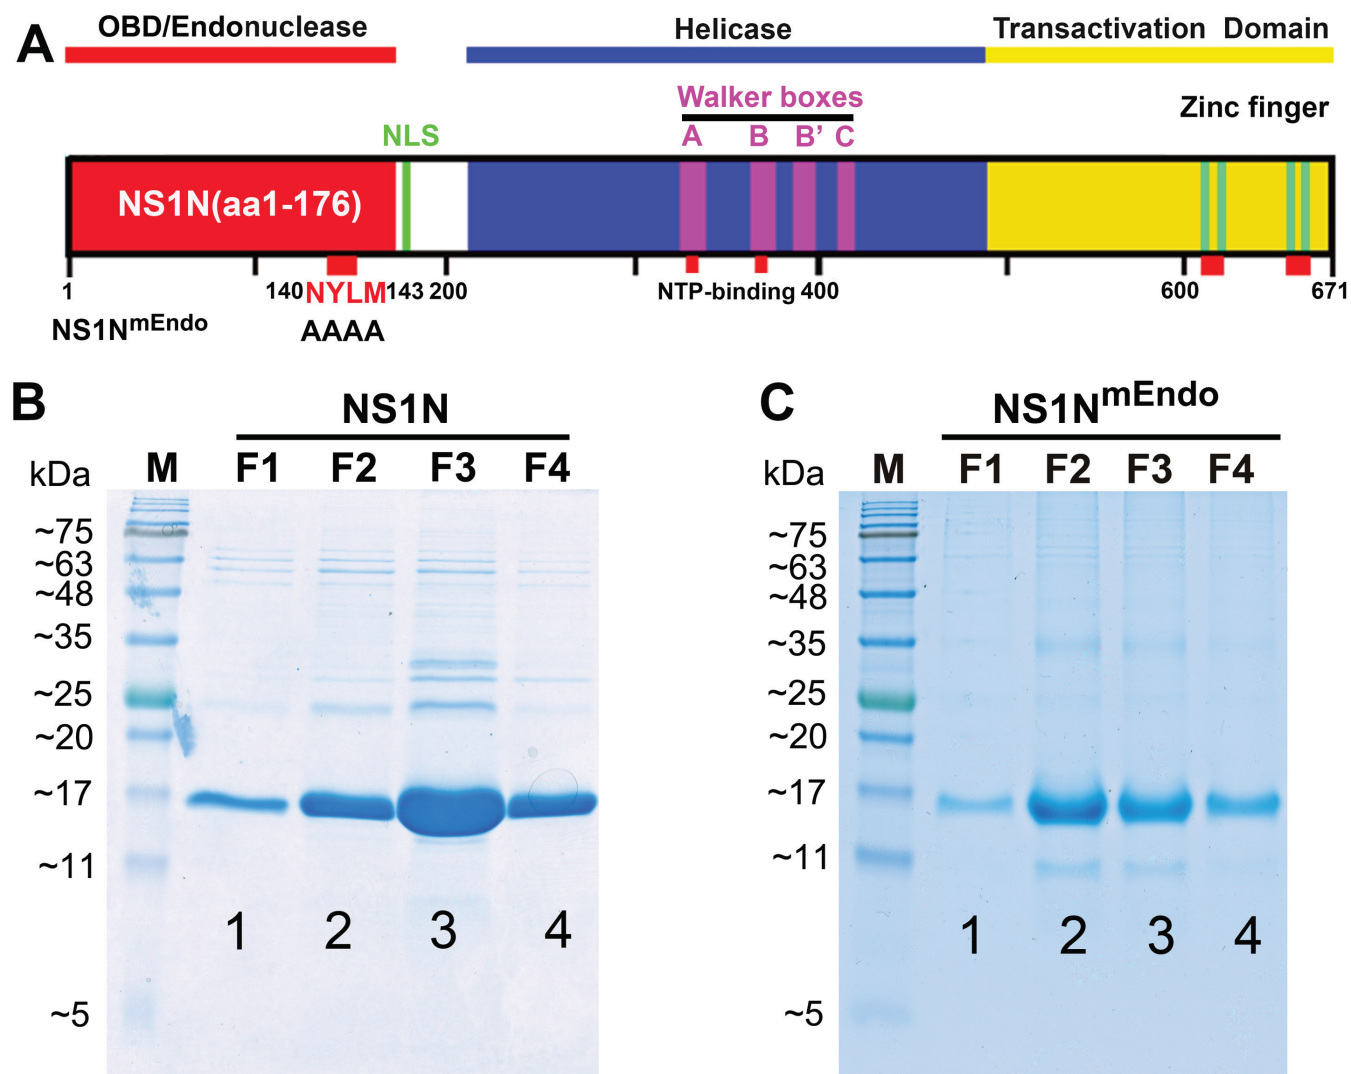 A
OBD/Endonuclease Helicase Transactivation Domain
Walker boxes Zinc finger
NLS A B B’ C
NS1N(aa1-176)
1 140NYLM143 200 NTP-binding 400 600 671
NS1NmEndo AAAA
B NS1N
kDa M F1 F2 F3 F4
~75
~63
~48
~35
~25
~20
~17
~11
1 2 3 4
~5
C NS1NmEndo
kDa M F1 F2 F3 F4
~75
~63
~48
~35
~25
~20
~17
~11
1 2 3 4
~5